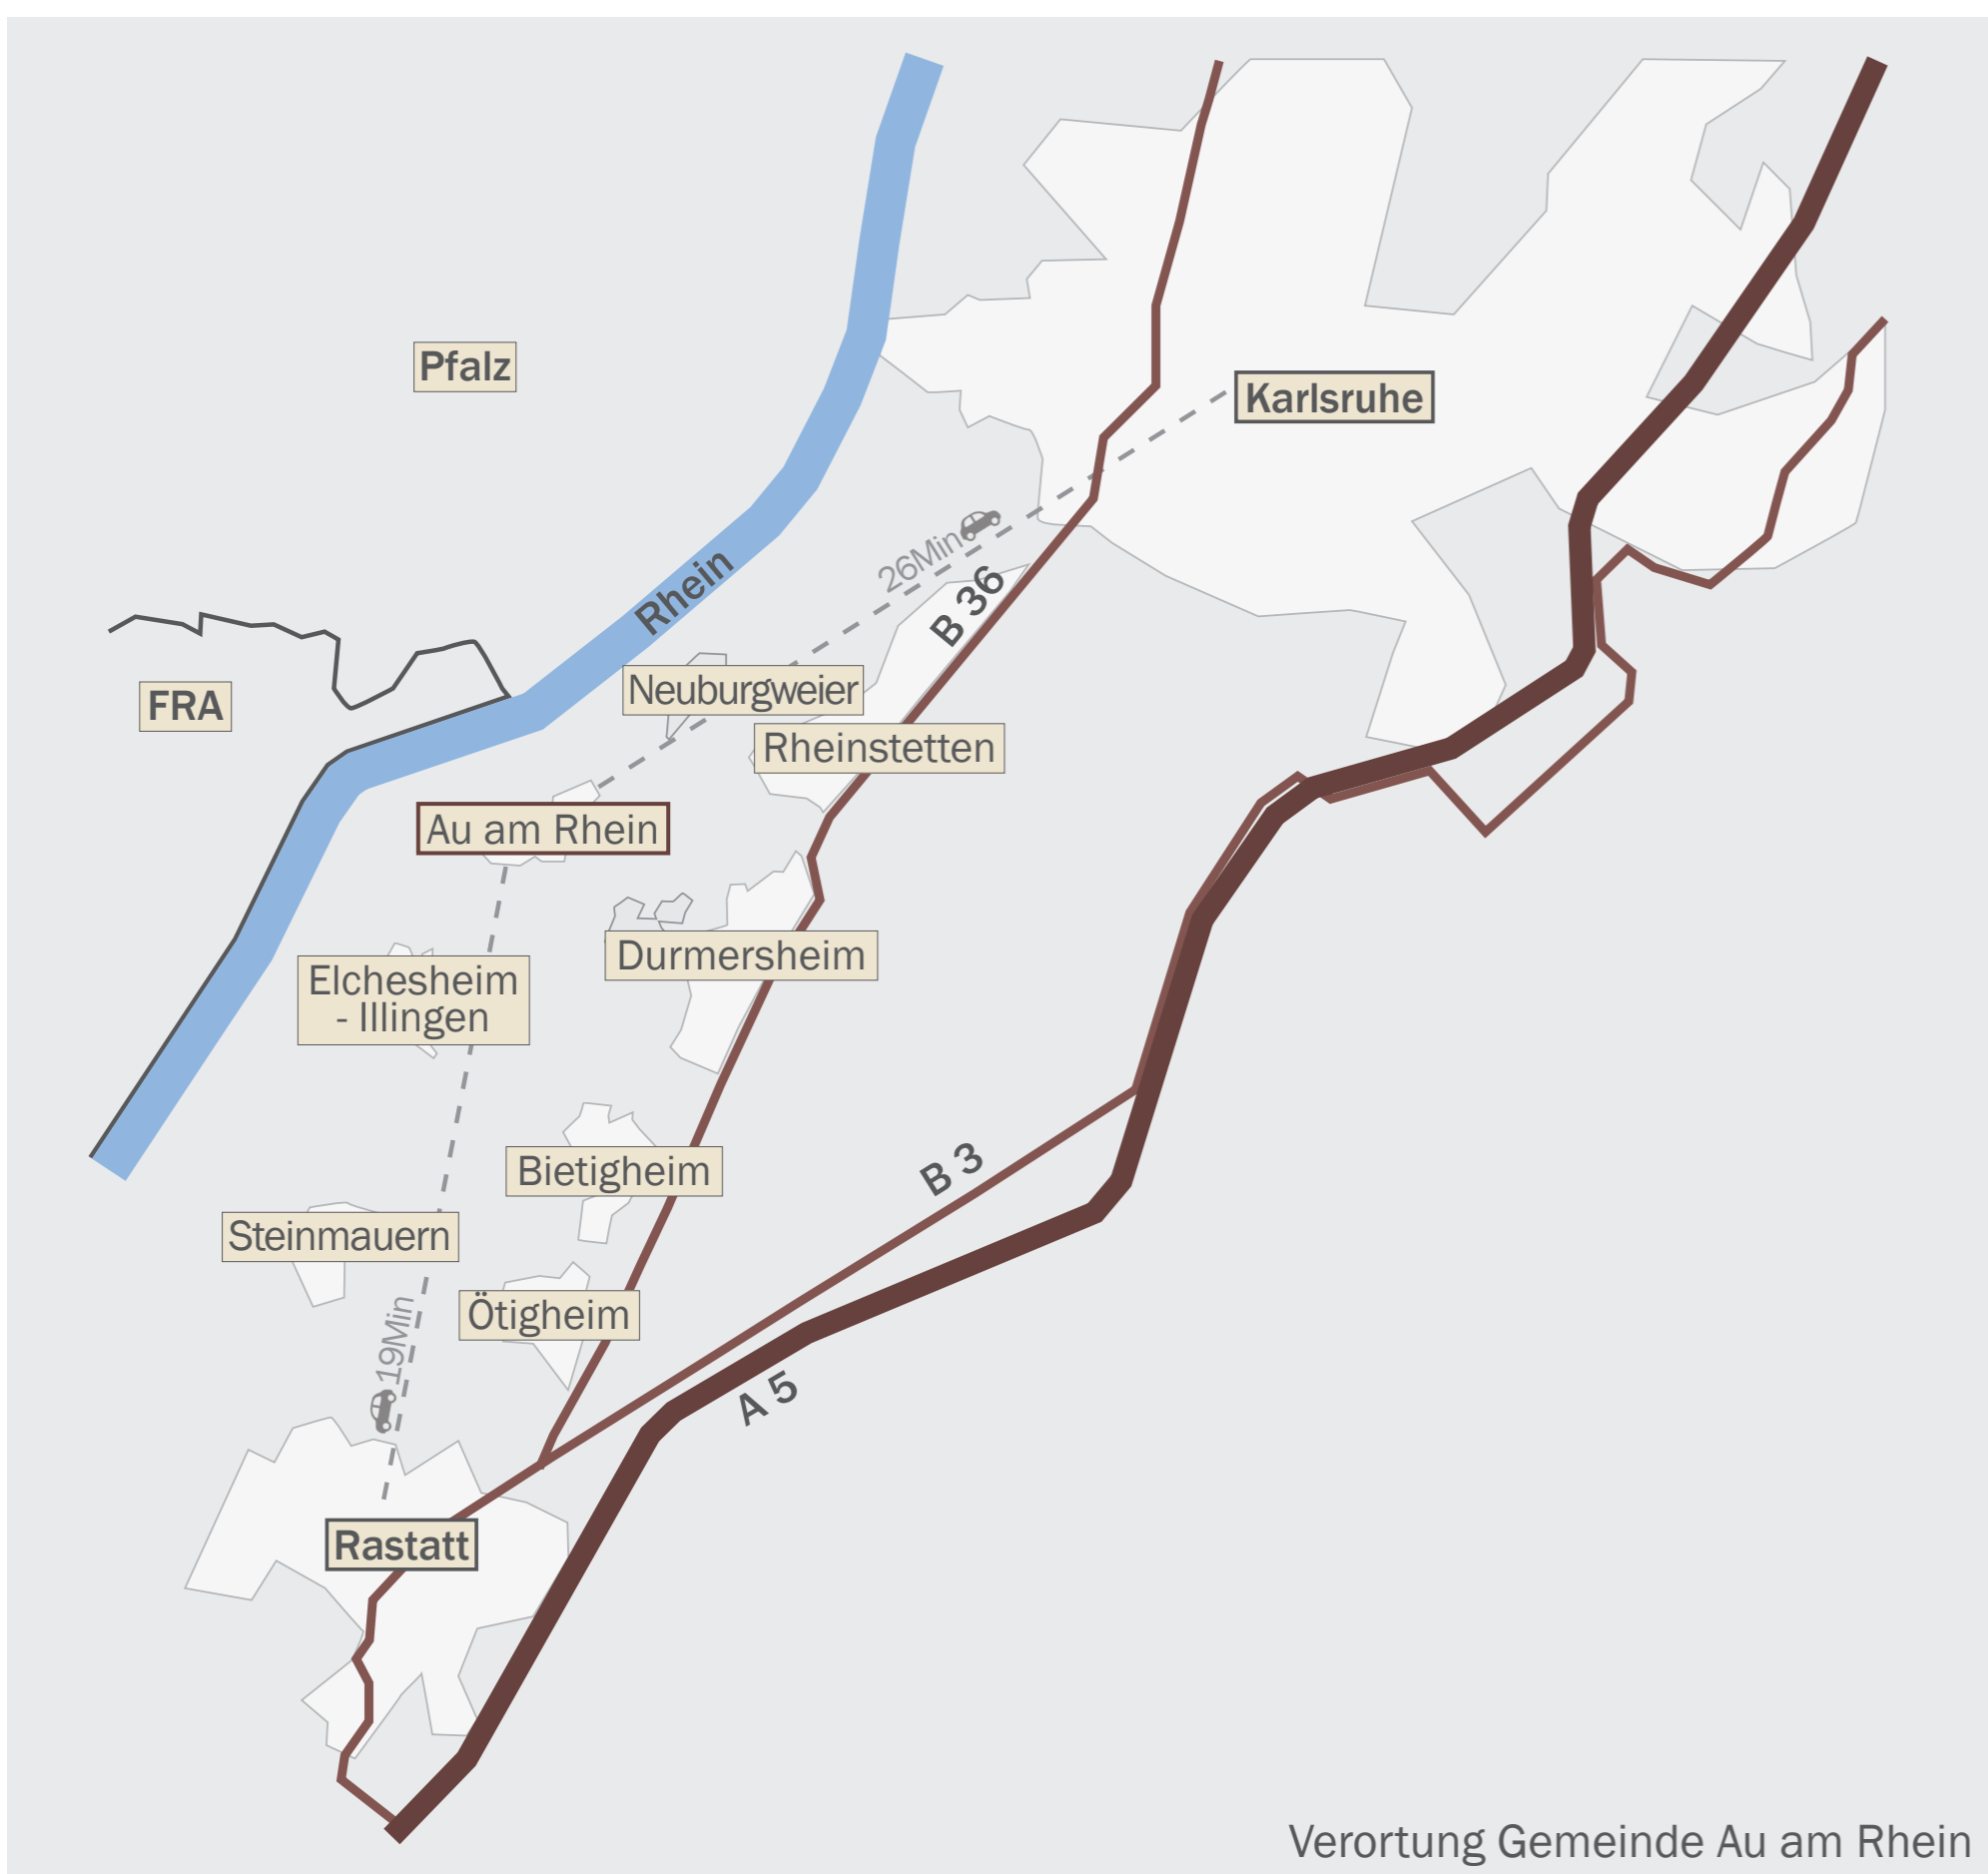 Pfalz
Karlsruhe
26Min
Rhein
B 36
FRA
Neuburgweier
Rheinstetten
Au am Rhein
Durmersheim
Elchesheim
- Illingen
Bietigheim
B 3
Steinmauern
Ötigheim
19Min
A 5
Rastatt
Verortung Gemeinde Au am Rhein